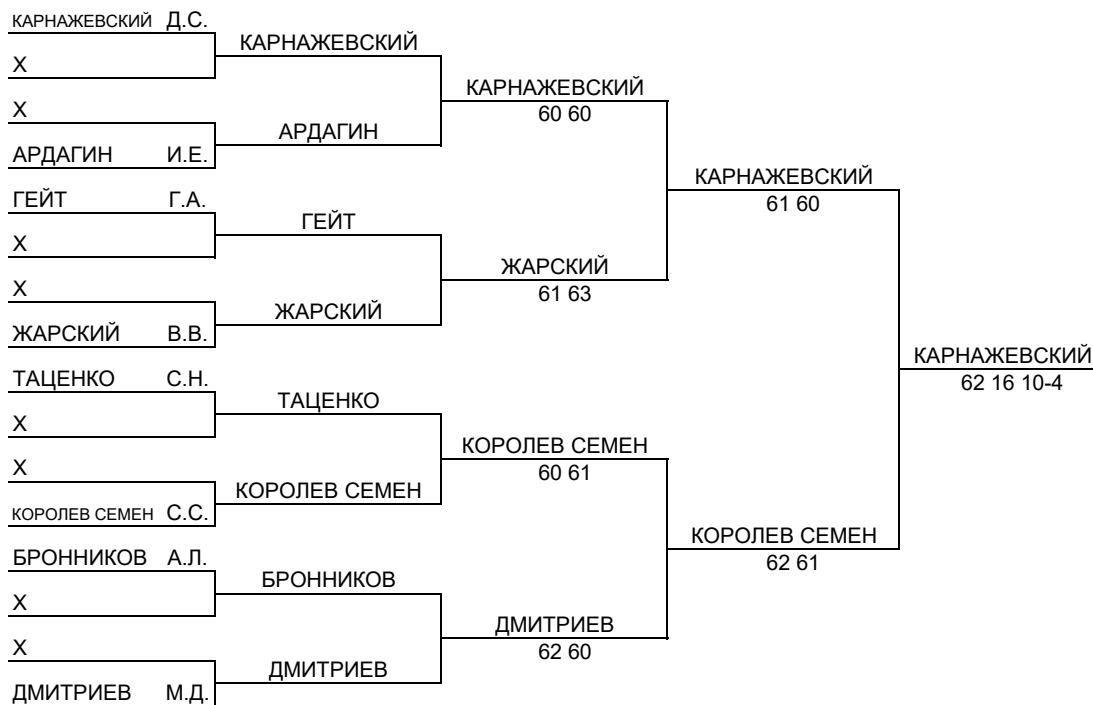 КАРНАЖЕВСКИЙ Д.С.
X
X
АРДАГИН И.Е.
ГЕЙТ Г.А.
X
X
ЖАРСКИЙ В.В.
ТАЦЕНКО С.Н.
X
X
КОРОЛЕВ СЕМЕН С.С.
БРОННИКОВ А.Л.
X
X
ДМИТРИЕВ М.Д.
КАРНАЖЕВСКИЙ
АРДАГИН
ГЕЙТ
ЖАРСКИЙ
ТАЦЕНКО
КОРОЛЕВ СЕМЕН
БРОННИКОВ
ДМИТРИЕВ
КАРНАЖЕВСКИЙ
60 60
ЖАРСКИЙ
61 63
КОРОЛЕВ СЕМЕН
60 61
ДМИТРИЕВ
62 60
КАРНАЖЕВСКИЙ
61 60
КОРОЛЕВ СЕМЕН
62 61
КАРНАЖЕВСКИЙ
62 16 10-4